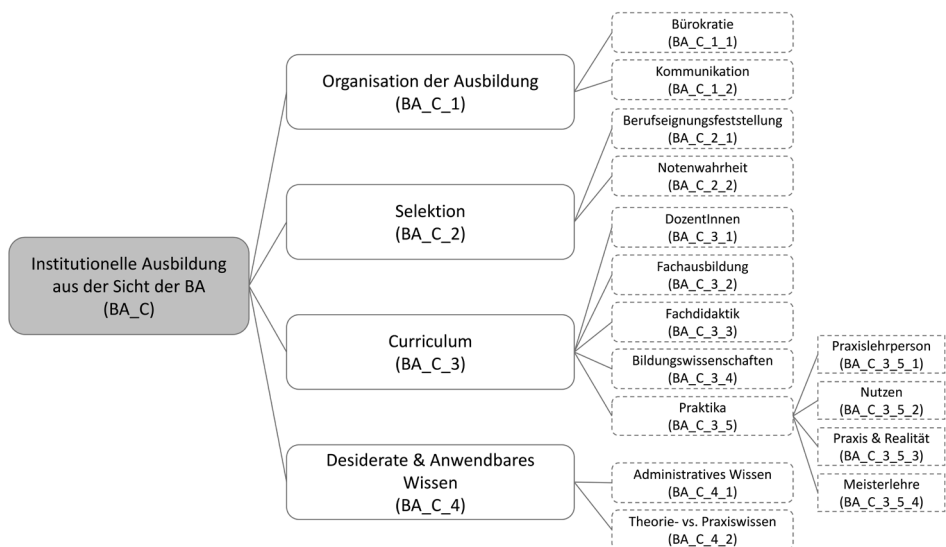 Institutionelle Ausbildung
aus der Sicht der BA
(BA_C)
Organisation der Ausbildung
(BA_C_1)
Bürokratie
(BA_C_1_1)
Kommunikation
(BA_C_1_2)
Selektion
(BA_C_2)
Berufseignungsfeststellung
(BA_C_2_1)
Notenwahrheit
(BA_C_2_2)
Curriculum
(BA_C_3)
DozentInnen
(BA_C_3_1)
Fachausbildung
(BA_C_3_2)
Fachdidaktik
(BA_C_3_3)
Bildungswissenschaften
(BA_C_3_4)
Praktika
(BA_C_3_5)
Praxislehrperson
(BA_C_3_5_1)
Nutzen
(BA_C_3_5_2)
Praxis & Realität
(BA_C_3_5_3)
Meisterlehre
(BA_C_3_5_4)
Desiderate & Anwendbares
Wissen
(BA_C_4)
Administratives Wissen
(BA_C_4_1)
Theorie- vs. Praxiswissen
(BA_C_4_2)